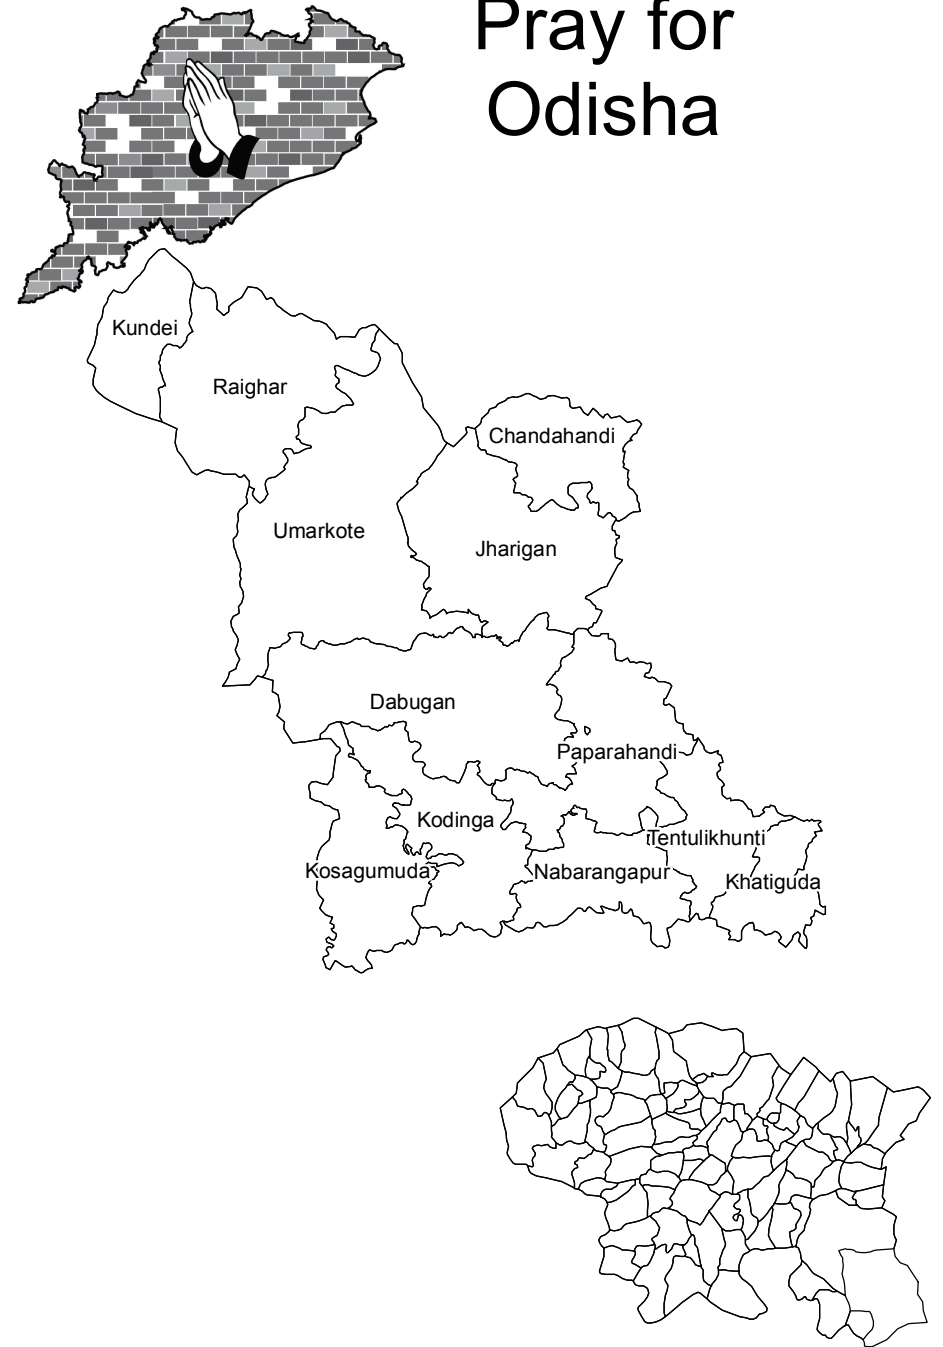 Pray for
Odisha
Kundei
Raighar
Chandahandi
Umarkote
Jharigan
Dabugan
Paparahandi
Kodinga
Tentulikhunti
Kosagumuda
Nabarangapur
Khatiguda